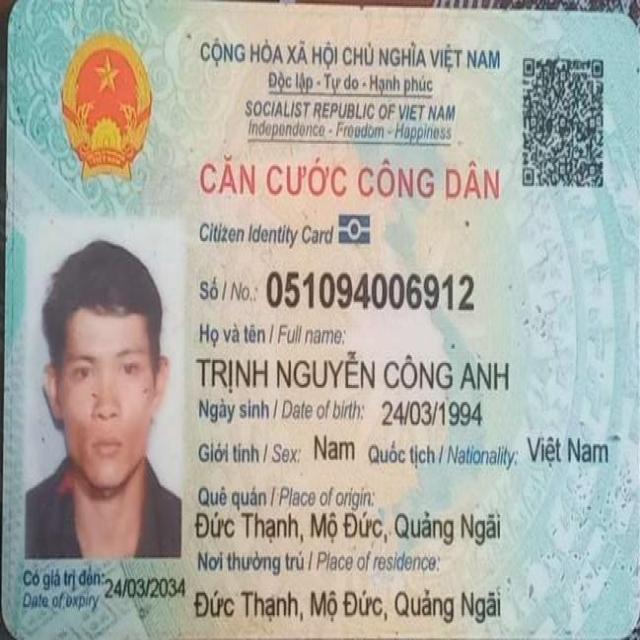 CỘNG HÒA XÃ HỘI CHỦ NGHĨA VIỆT NAM
Độc lập - Tự do - Hạnh phúc
SOCIALIST REPUBLIC OF VIET NAM
Independence - Freedom - Happiness
CĂN CƯỚC CÔNG DÂN
Citizen Identity Card
Số / No.: 051094006912
Họ và tên / Full name:
TRỊNH NGUYỄN CÔNG ANH
Ngày sinh / Date of birth: 24/03/1994
Giới tính / Sex: Nam Quốc tịch / Nationality: Việt Nam
Quê quán / Place of origin:
Đức Thạnh, Mộ Đức, Quảng Ngãi
Nơi thường trú / Place of residence:
Đức Thạnh, Mộ Đức, Quảng Ngãi
Có giá trị đến: 24/03/2034
Date of expiry